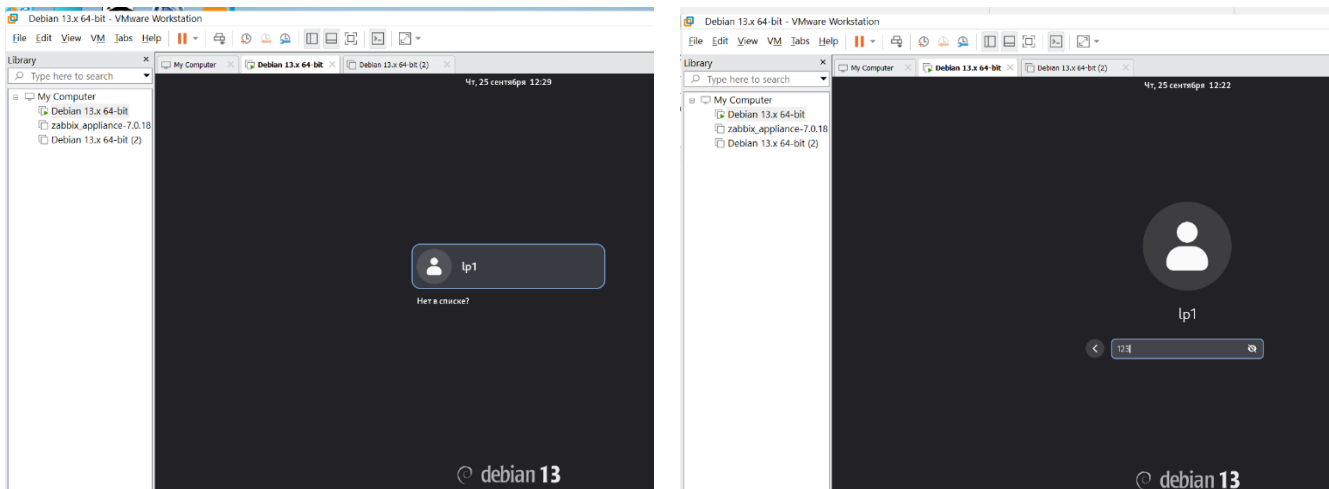 Debian 13.x 64-bit - VMware Workstation
File Edit View VM Tabs Help
Library
Type here to search
My Computer
Debian 13.x 64-bit
zabbix_appliance-7.0.18
Debian 13.x 64-bit (2)
My Computer
Debian 13.x 64-bit
Debian 13.x 64-bit (2)
Чт, 25 сентября 12:29
lp1
Нет в списке?
debian 13
Debian 13.x 64-bit - VMware Workstation
File Edit View VM Tabs Help
Library
Type here to search
My Computer
Debian 13.x 64-bit
zabbix_appliance-7.0.18
Debian 13.x 64-bit (2)
My Computer
Debian 13.x 64-bit
Debian 13.x 64-bit (2)
Чт, 25 сентября 12:22
lp1
123
debian 13